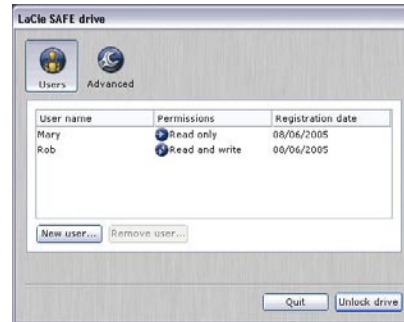 LaCie SAFE drive
Users Advanced
User name Permissions Registration date
Mary Read only 08/06/2005
Rob Read and write 08/06/2005
New user... Remove user...
Quit Unlock drive